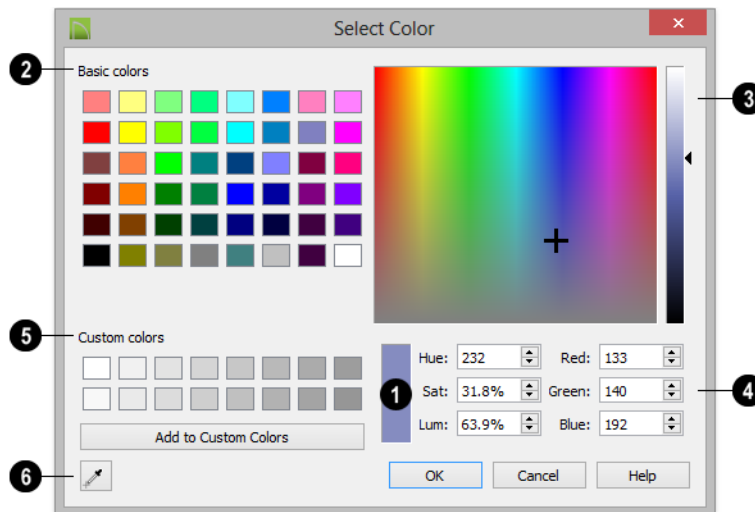 Select Color
2 Basic colors
3
5 Custom colors
1
Hue: 232 Red: 133
Sat: 31.8% Green: 140 4
Lum: 63.9% Blue: 192
Add to Custom Colors
6
OK Cancel Help